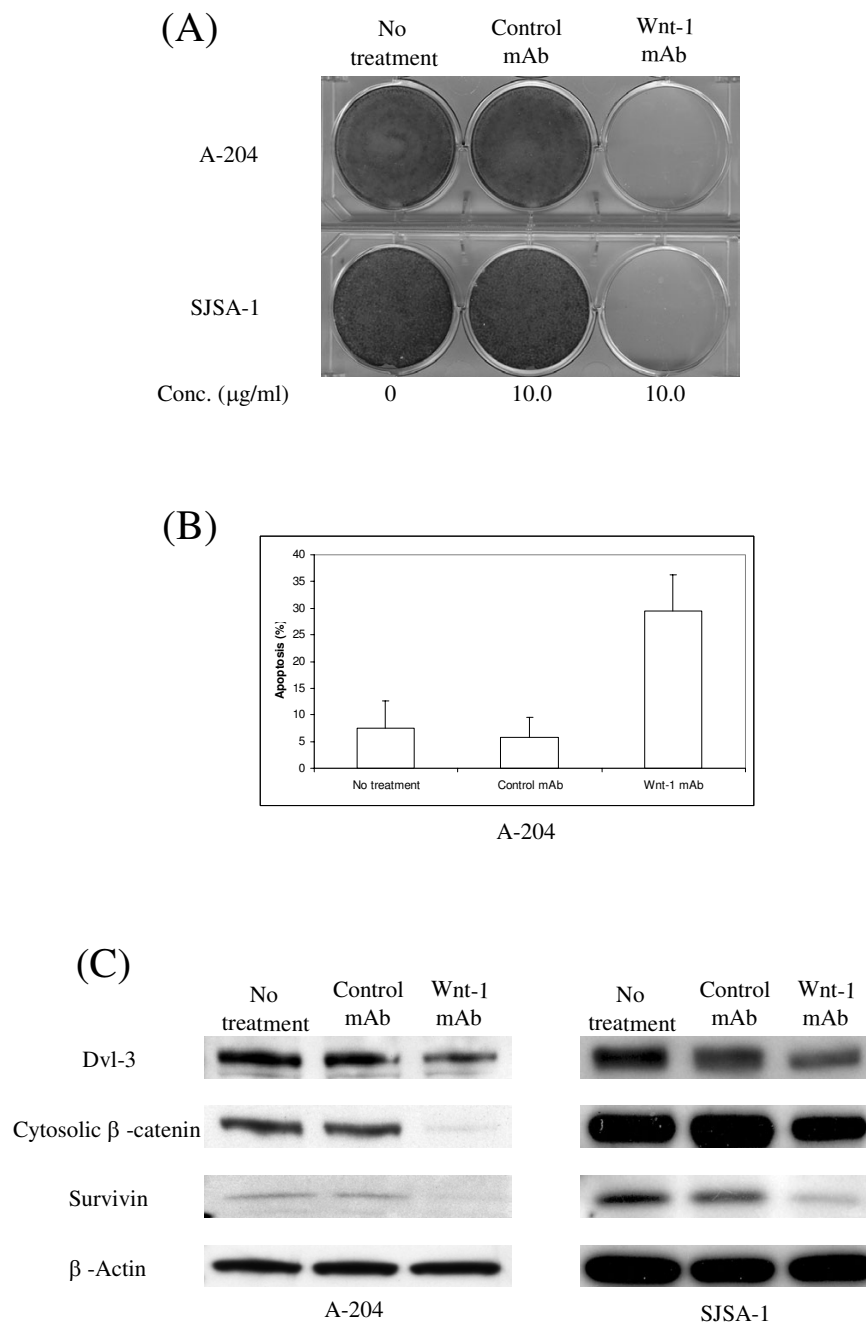 (A)
No
treatment
Control
mAb
Wnt-1
mAb
A-204
SJSA-1
Conc. (µg/ml)
0
10.0
10.0
(B)
40
35
30
25
20
15
10
5
0
Apoptosis (%)
No treatment
Control mAb
Wnt-1 mAb
A-204
(C)
No
treatment
Control
mAb
Wnt-1
mAb
No
treatment
Control
mAb
Wnt-1
mAb
Dvl-3
Cytosolic β -catenin
Survivin
β -Actin
A-204
SJSA-1